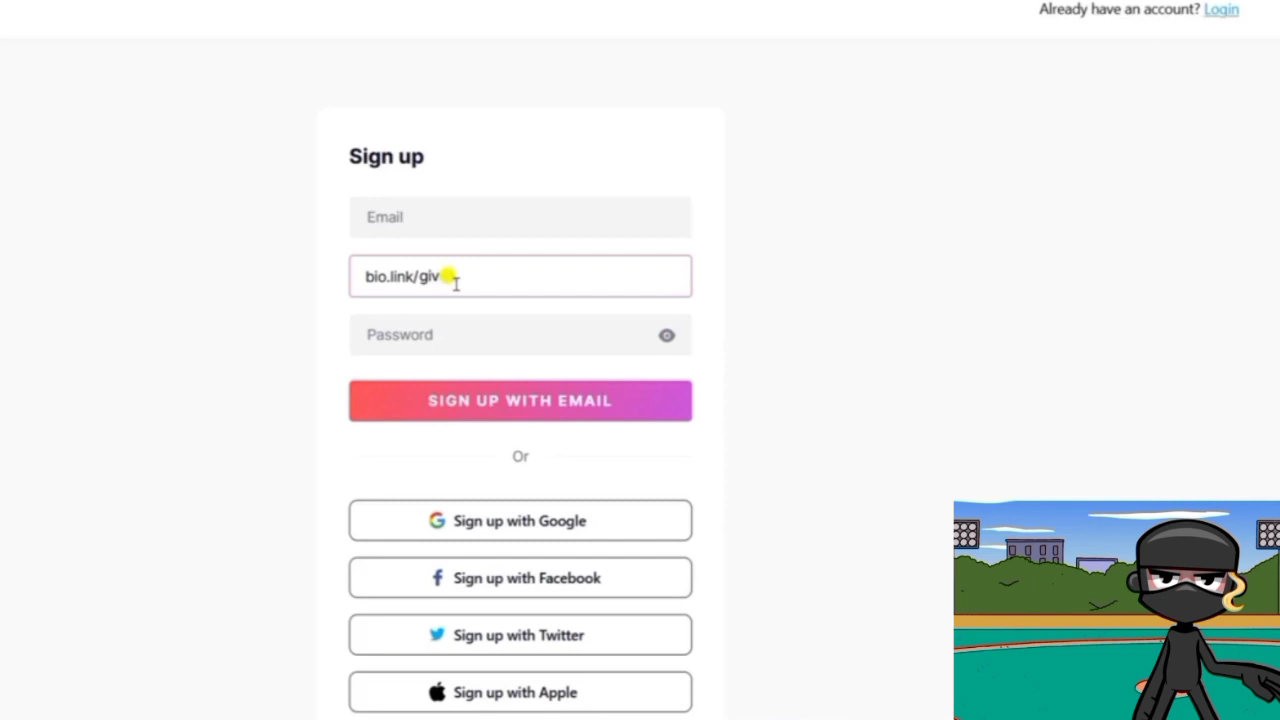 Already have an account? Login
Sign up
Email
bio.link/giv
Password
SIGN UP WITH EMAIL
Or
Sign up with Google
Sign up with Facebook
Sign up with Twitter
Sign up with Apple